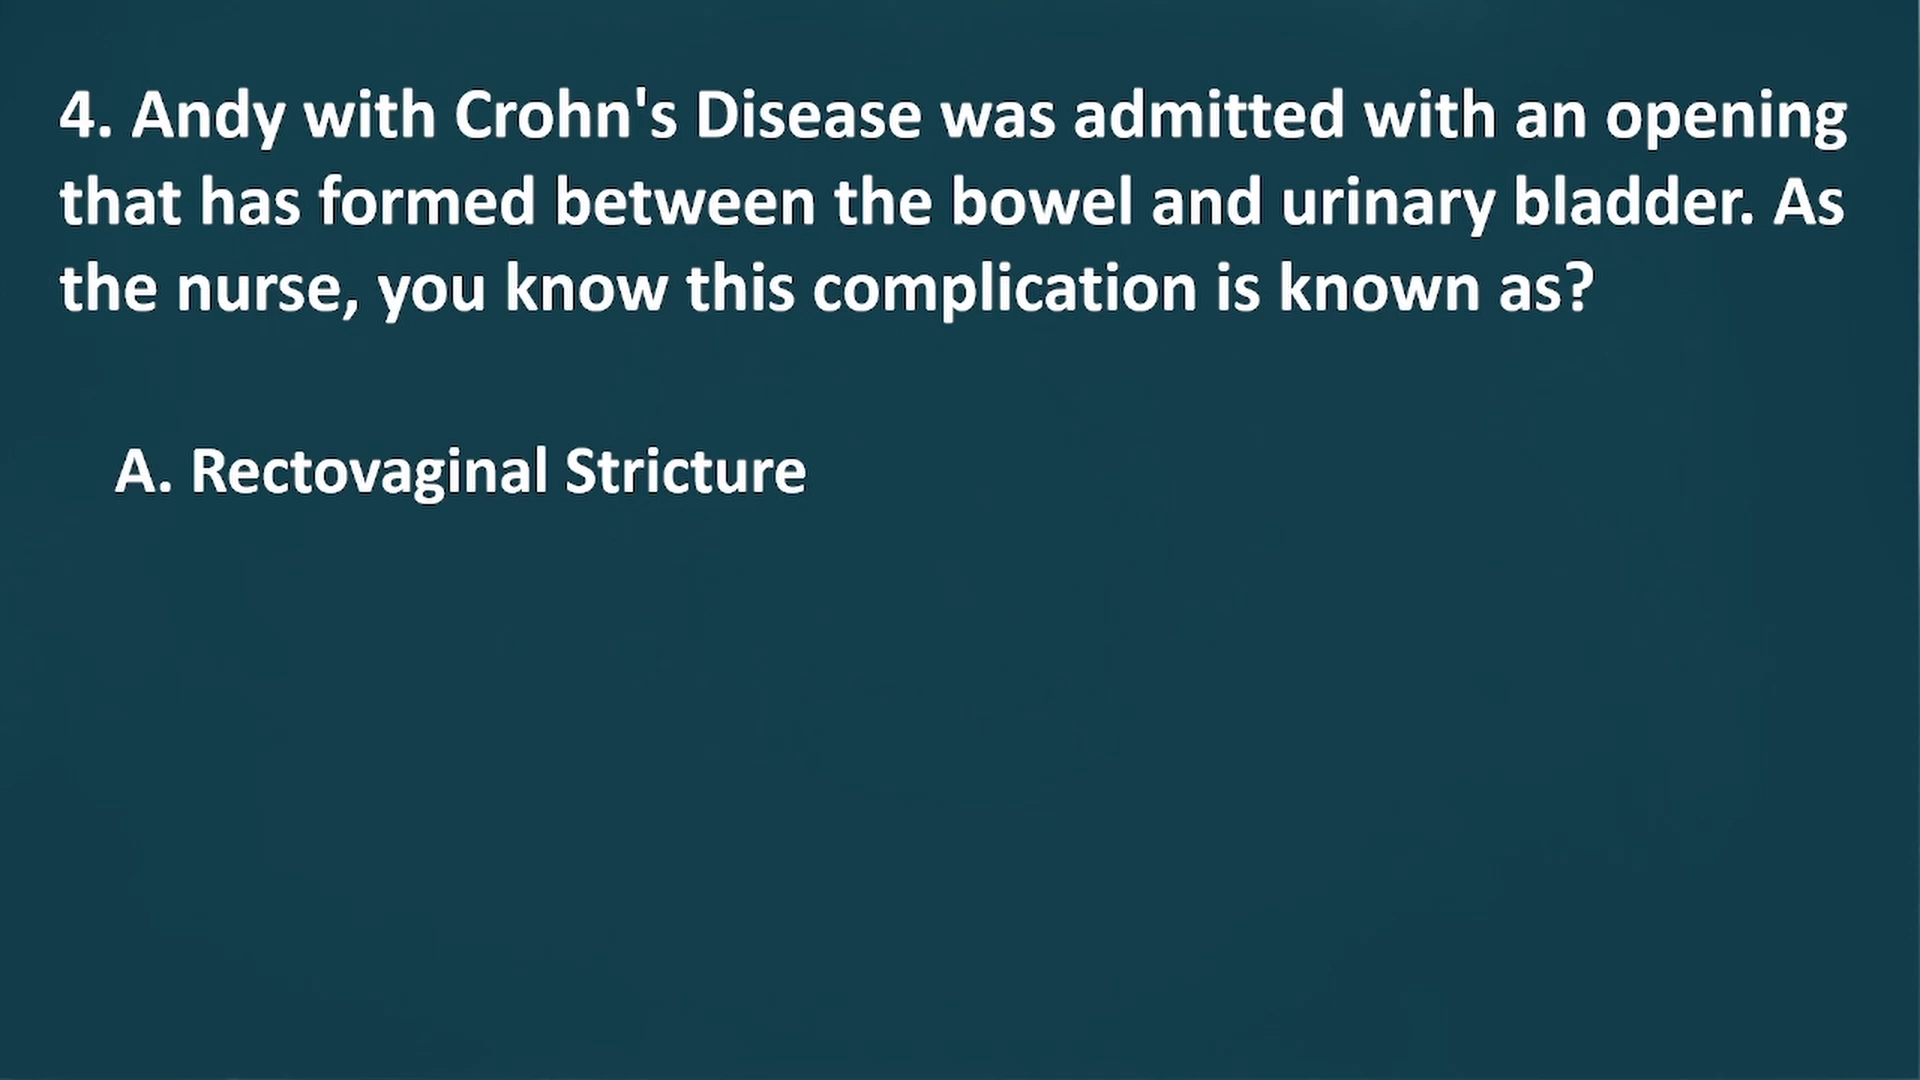 4. Andy with Crohn's Disease was admitted with an opening
that has formed between the bowel and urinary bladder. As
the nurse, you know this complication is known as?
A. Rectovaginal Stricture